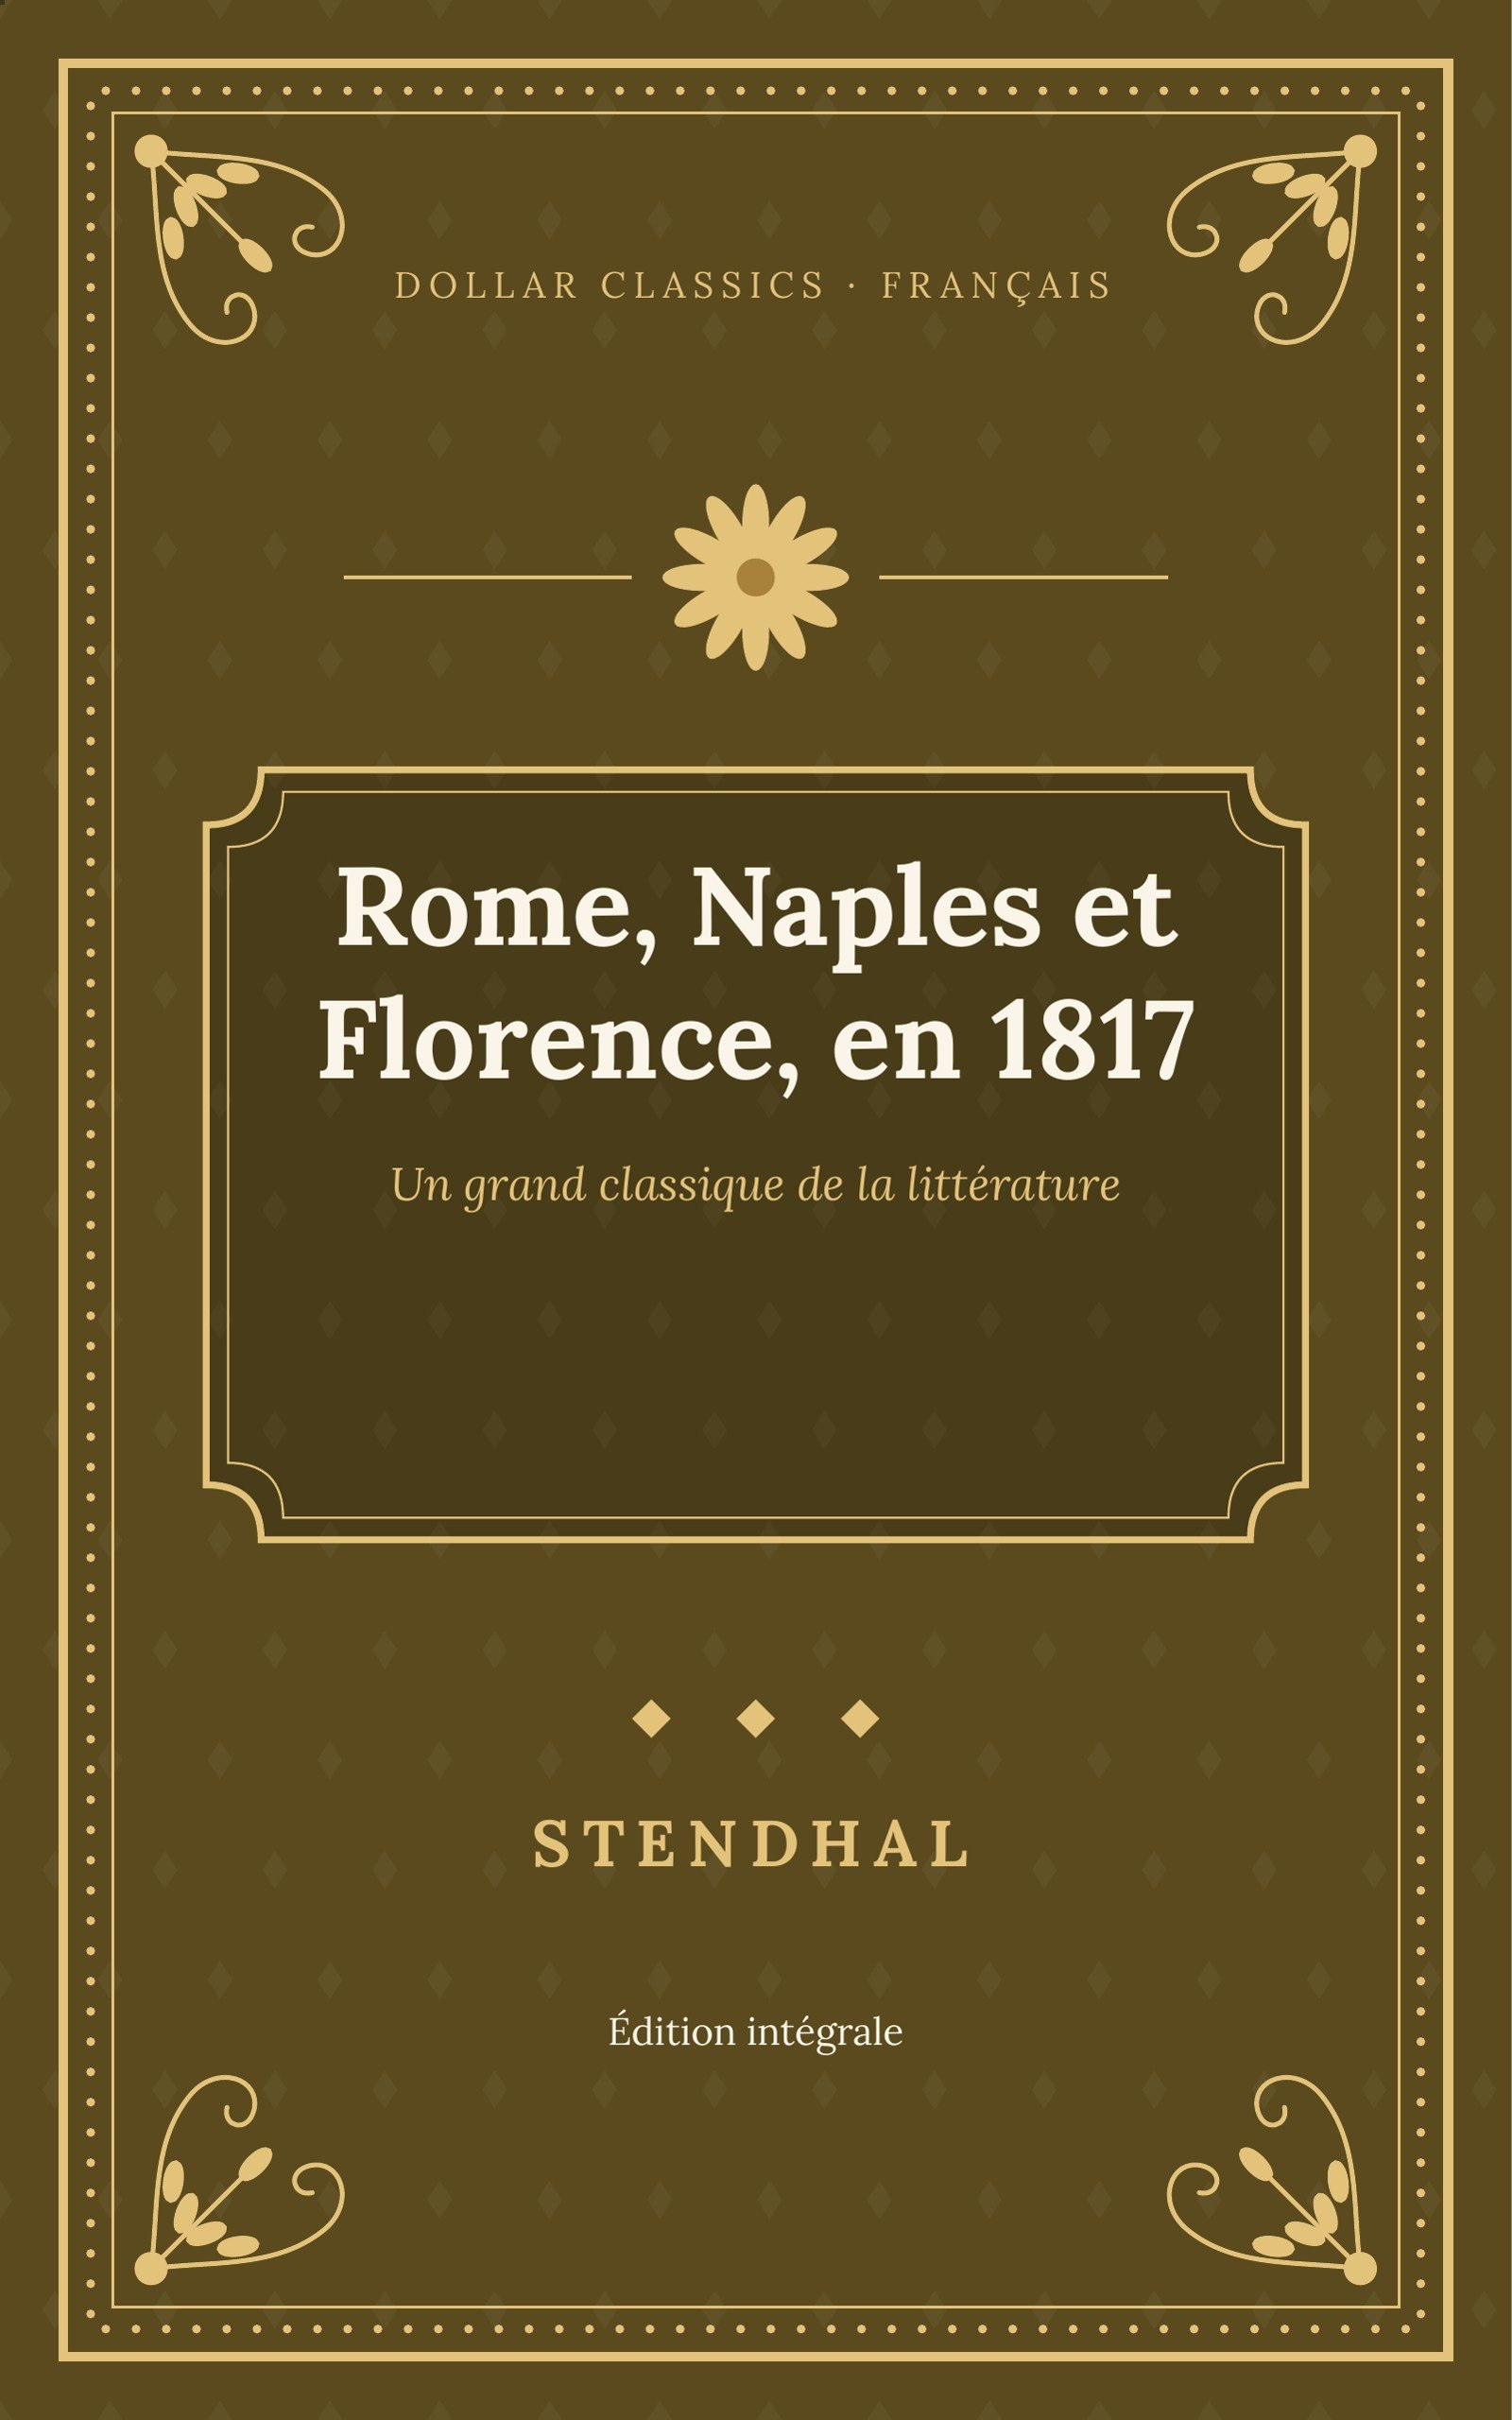 DOLLAR CLASSICS · FRANÇAIS
Rome, Naples et
Florence, en 1817
Un grand classique de la littérature
STENDHAL
Édition intégrale